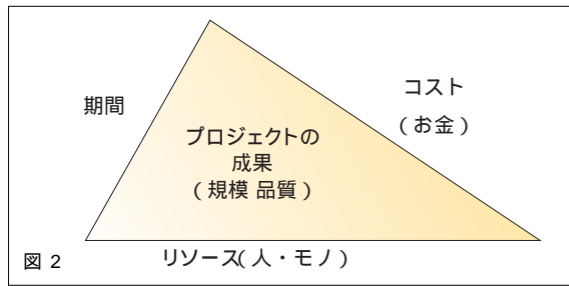 期間
コスト
(お金)
プロジェクトの
成果
(規模 品質)
リソース(人・モノ)
図 2